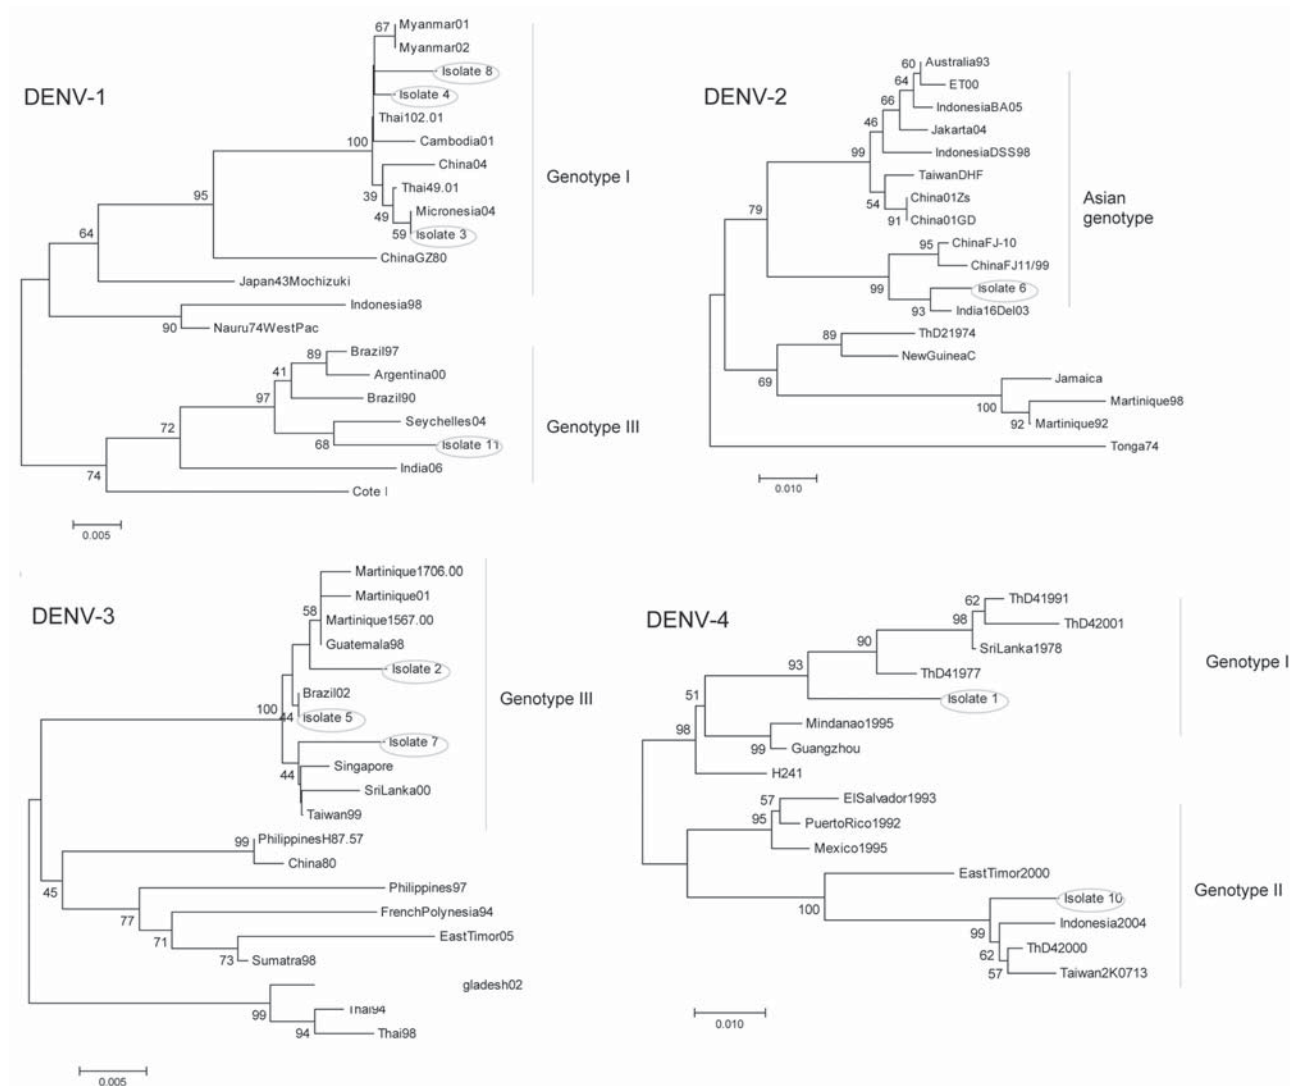 DENV-1
67
Myanmar01
Myanmar02
Isolate 8
Isolate 4
Thai102.01
100
Cambodia01
China04
Thai49.01
39
Micronesia04
49
59
Isolate 3
95
ChinaGZ80
64
Japan43Mochizuki
Indonesia98
90
Nauru74WestPac
Genotype I
89
Brazil97
Argentina00
41
Brazil90
97
Seychelles04
68
Isolate 11
72
India06
74
Cote I
Genotype III
0.005
DENV-2
60
Australia93
64
ET00
66
IndonesiaBA05
46
Jakarta04
99
IndonesiaDSS98
TaiwanDHF
54
China01Zs
91
China01GD
79
95
ChinaFJ-10
ChinaFJ11/99
99
Isolate 6
93
India16Del03
Asian
genotype
89
ThD21974
NewGuineaC
69
Jamaica
100
Martinique98
92
Martinique92
Tonga74
0.010
DENV-3
Martinique1706.00
Martinique01
58
Martinique1567.00
Guatemala98
Isolate 2
Brazil02
100
44
Isolate 5
Isolate 7
44
Singapore
SriLanka00
Taiwan99
Genotype III
99
PhilippinesH87.57
China80
45
Philippines97
77
FrenchPolynesia94
71
EastTimor05
73
Sumatra98
gladesh02
99
Thai94
94
Thai98
0.005
DENV-4
62
ThD41991
98
ThD42001
90
SriLanka1978
93
ThD41977
51
Isolate 1
98
Mindanao1995
99
Guangzhou
H241
Genotype I
57
ElSalvador1993
95
PuertoRico1992
Mexico1995
EastTimor2000
100
Isolate 10
99
Indonesia2004
62
ThD42000
57
Taiwan2K0713
Genotype II
0.010